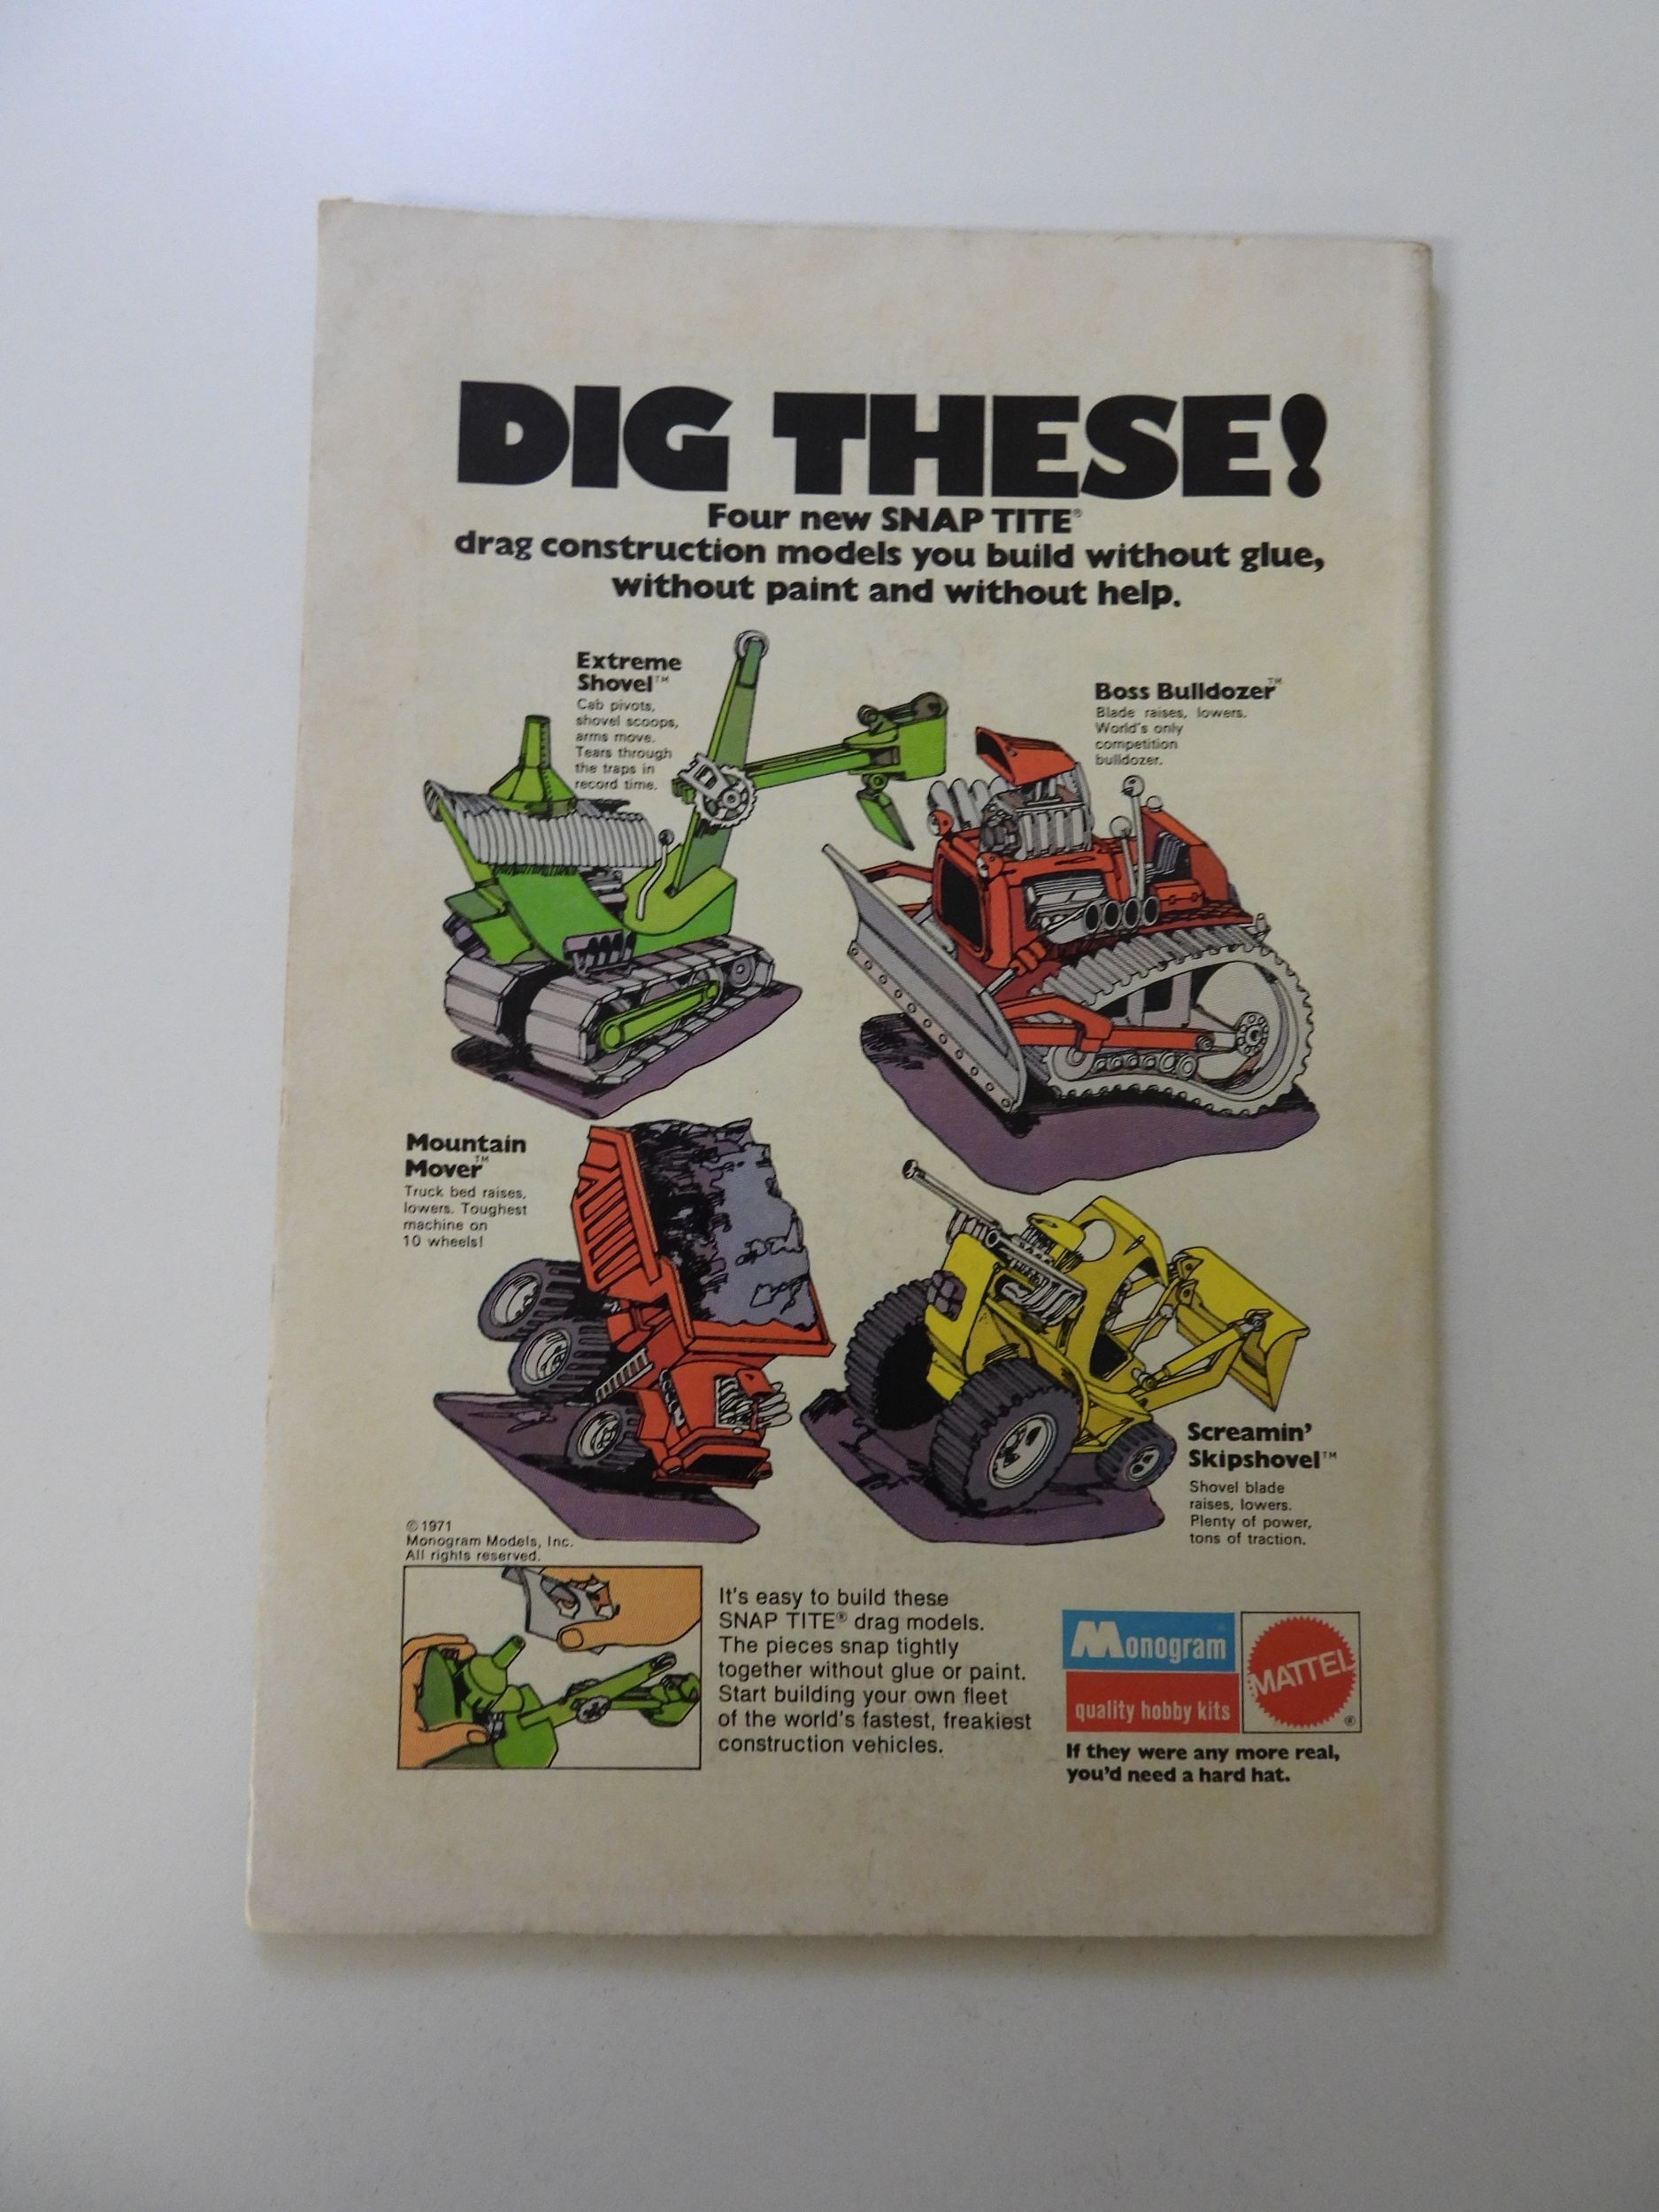 DIG THESE!
Four new SNAP TITE®
drag construction models you build without glue,
without paint and without help.
Extreme
Shovel™
Cab pivots,
shovel scoops,
arms move.
Tears through
the traps in
record time.
Boss Bulldozer™
Blade raises, lowers.
World's only
competition
bulldozer.
Mountain
Mover™
Truck bed raises,
lowers. Toughest
machine on
10 wheels!
Screamin'
Skipshovel™
Shovel blade
raises, lowers.
Plenty of power,
tons of traction.
©1971
Monogram Models, Inc.
All rights reserved.
It's easy to build these
SNAP TITE® drag models.
The pieces snap tightly
together without glue or paint.
Start building your own fleet
of the world's fastest, freakiest
construction vehicles.
Monogram
quality hobby kits
MATTEL
®
If they were any more real,
you'd need a hard hat.